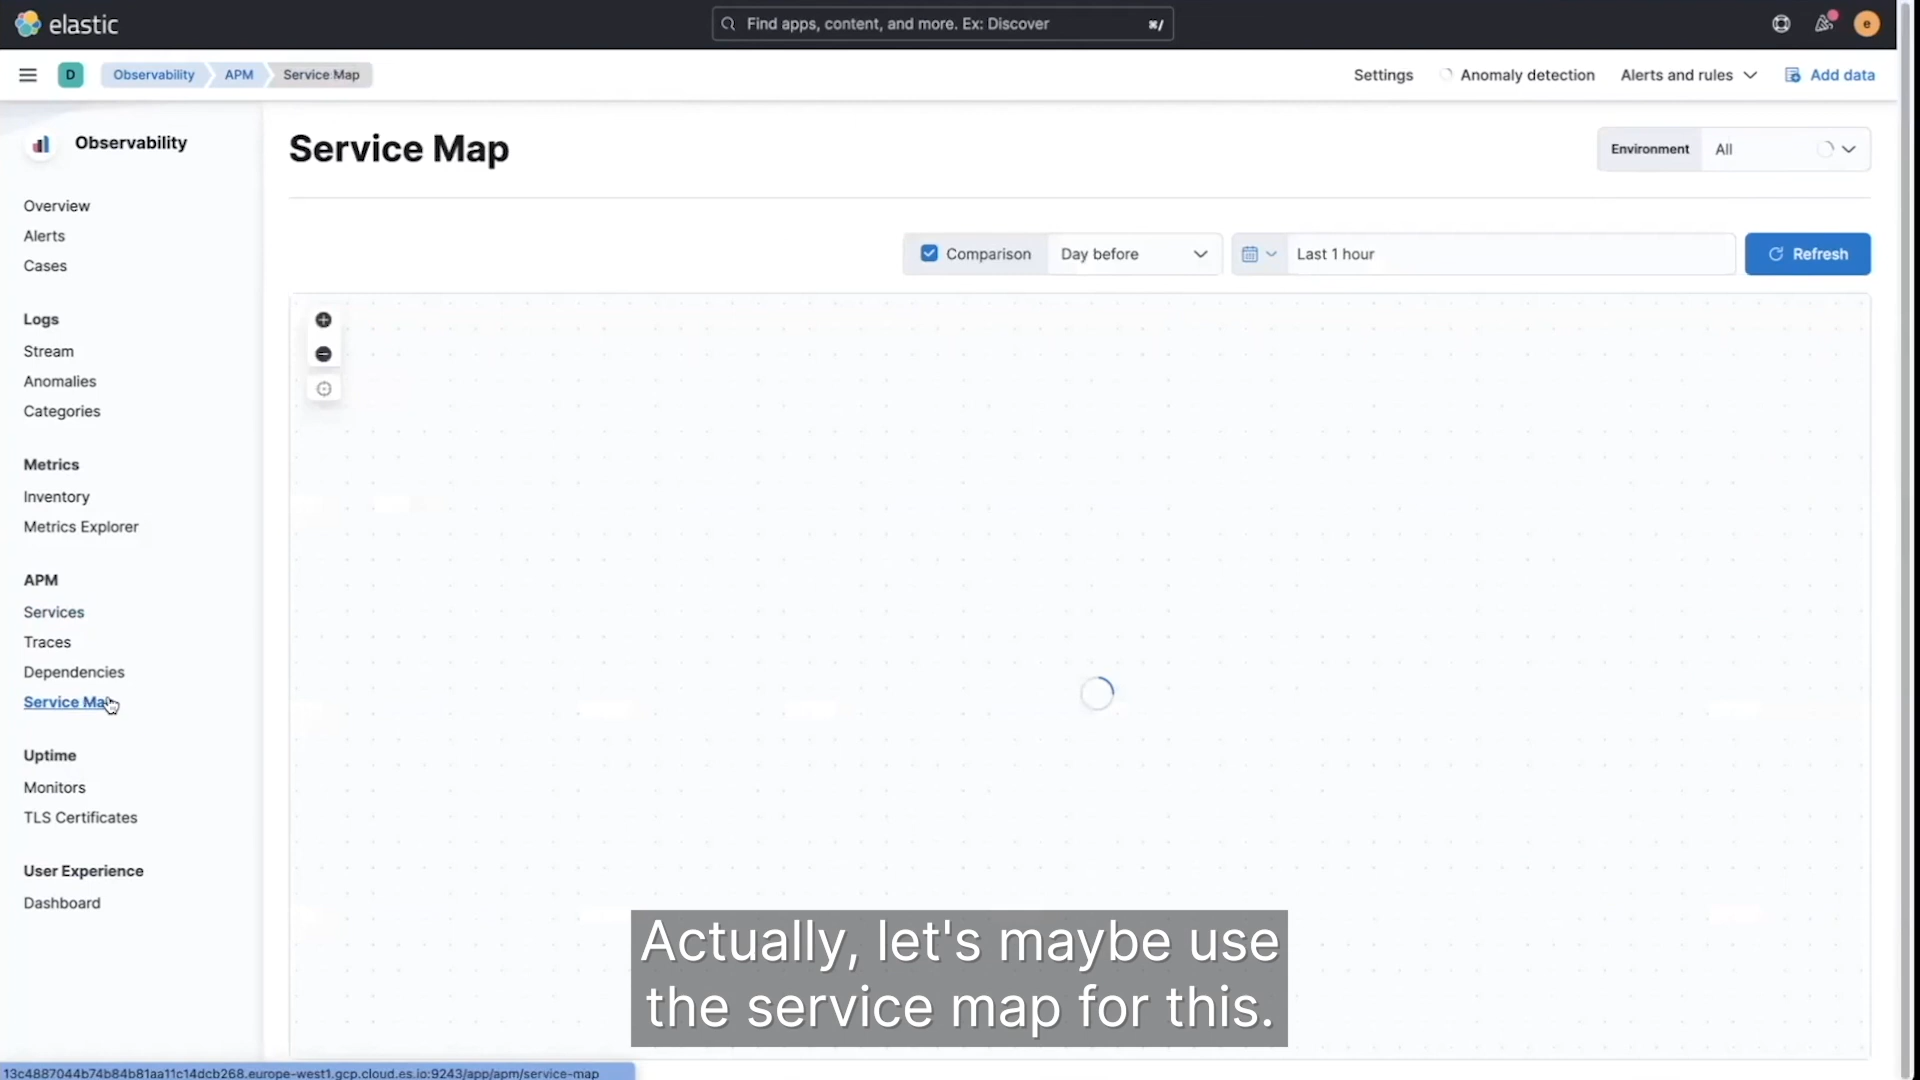 elastic
Find apps, content, and more. Ex: Discover
⌘/
e
D
Observability
APM
Service Map
Settings
Anomaly detection
Alerts and rules
Add data
Observability
Overview
Alerts
Cases
Logs
Stream
Anomalies
Categories
Metrics
Inventory
Metrics Explorer
APM
Services
Traces
Dependencies
Service Map
Uptime
Monitors
TLS Certificates
User Experience
Dashboard
Service Map
Environment
All
Comparison
Day before
Last 1 hour
Refresh
Actually, let's maybe use
the service map for this.
13c4887044b74b84b81aa11c14dcb268.europe-west1.gcp.cloud.es.io:9243/app/apm/service-map